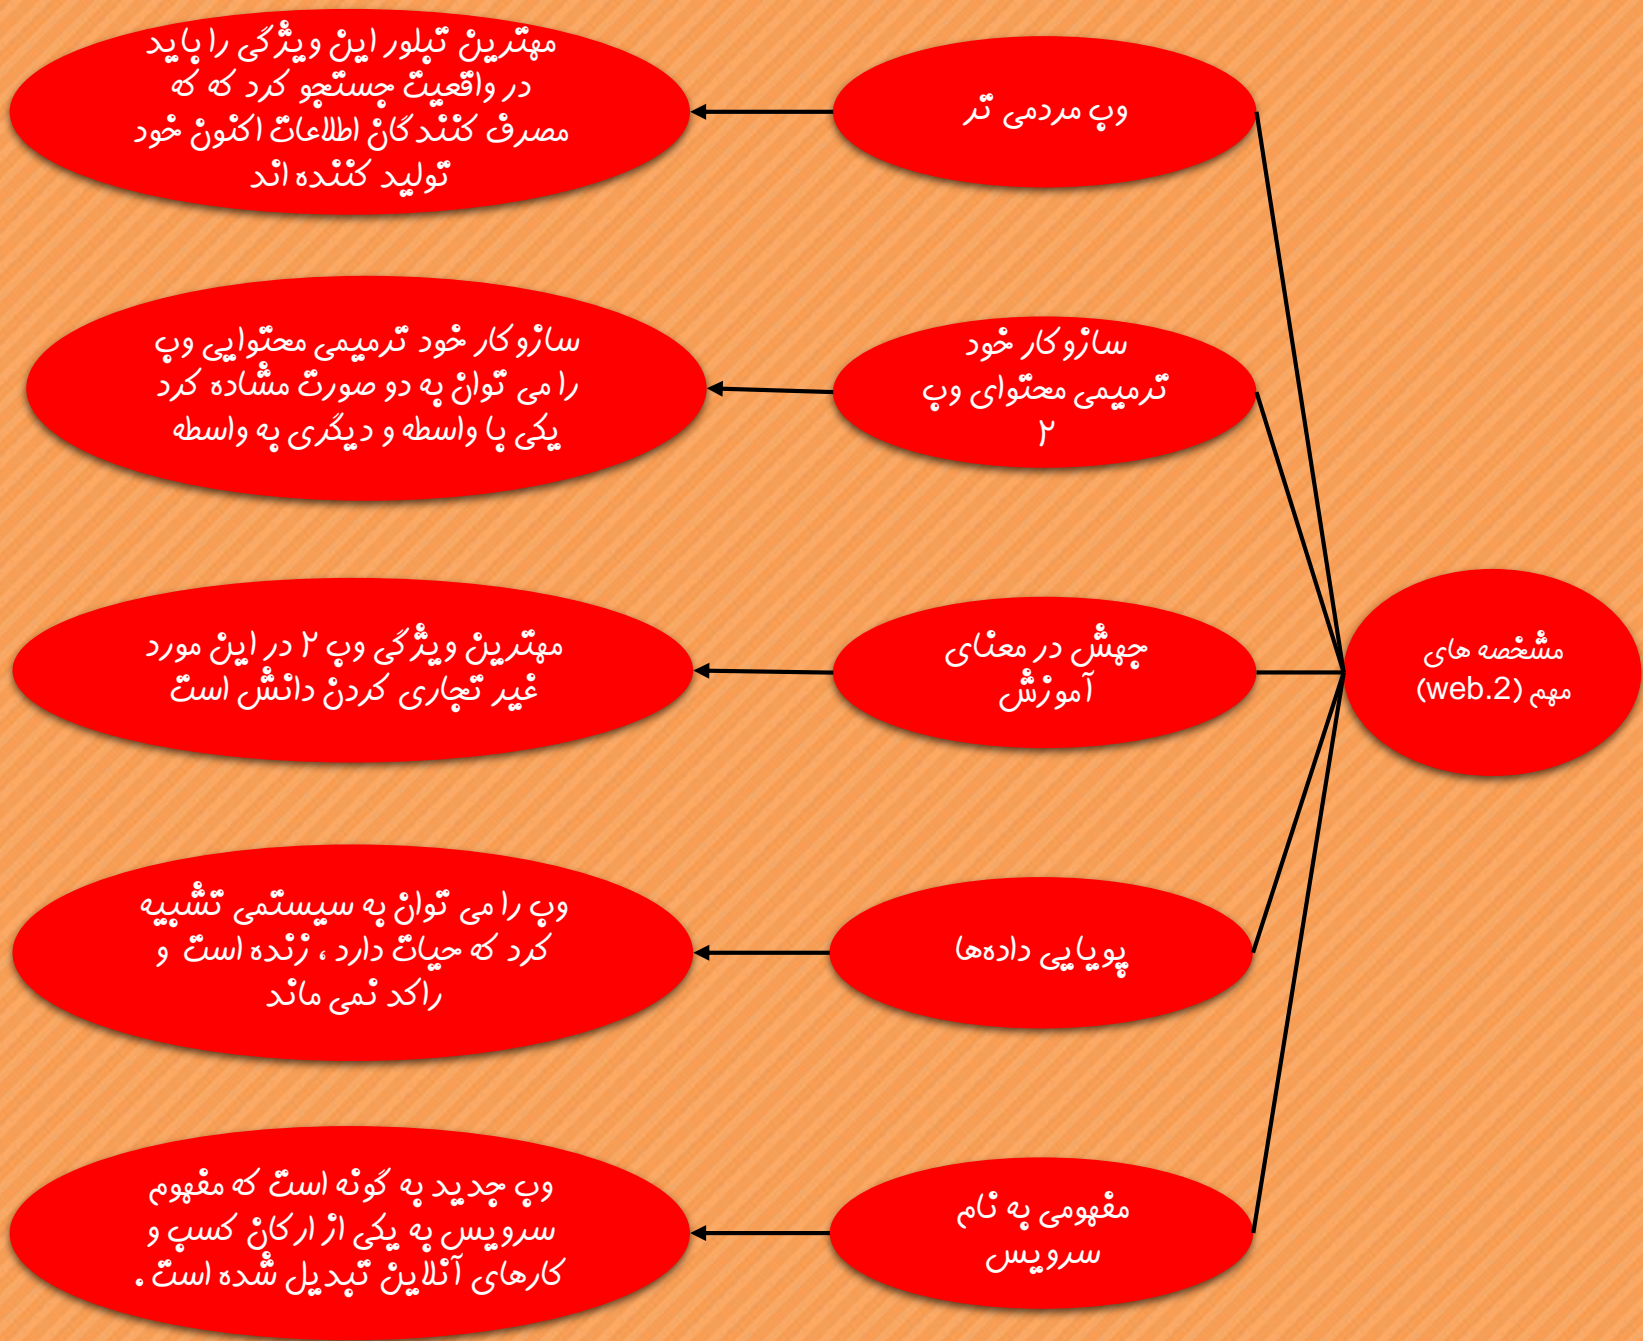 مشخصه های
مهم (web.2)
وب مردمی تر
مهمترین تبلور این ویژگی را باید
در واقعیت جستجو کرد که که
مصرف کنندگان اطلاعات اکنون خود
تولید کننده اند
سازوکار خود
ترمیمی محتوای وب
۲
سازوکار خود ترمیمی محتوایی وب
را می توان به دو صورت مشاده کرد
یکی با واسطه و دیگری به واسطه
جهش در معنای
آموزش
مهمترین ویژگی وب ۲ در این مورد
غیر تجاری کردن دانش است
پویایی داده‌ها
وب را می توان به سیستمی تشبیه
کرد که حیات دارد ، زنده است و
راکد نمی ماند
مفهومی به نام
سرویس
وب جدید به گونه است که مفهوم
سرویس به یکی از ارکان کسب و
کارهای آنلاین تبدیل شده است .